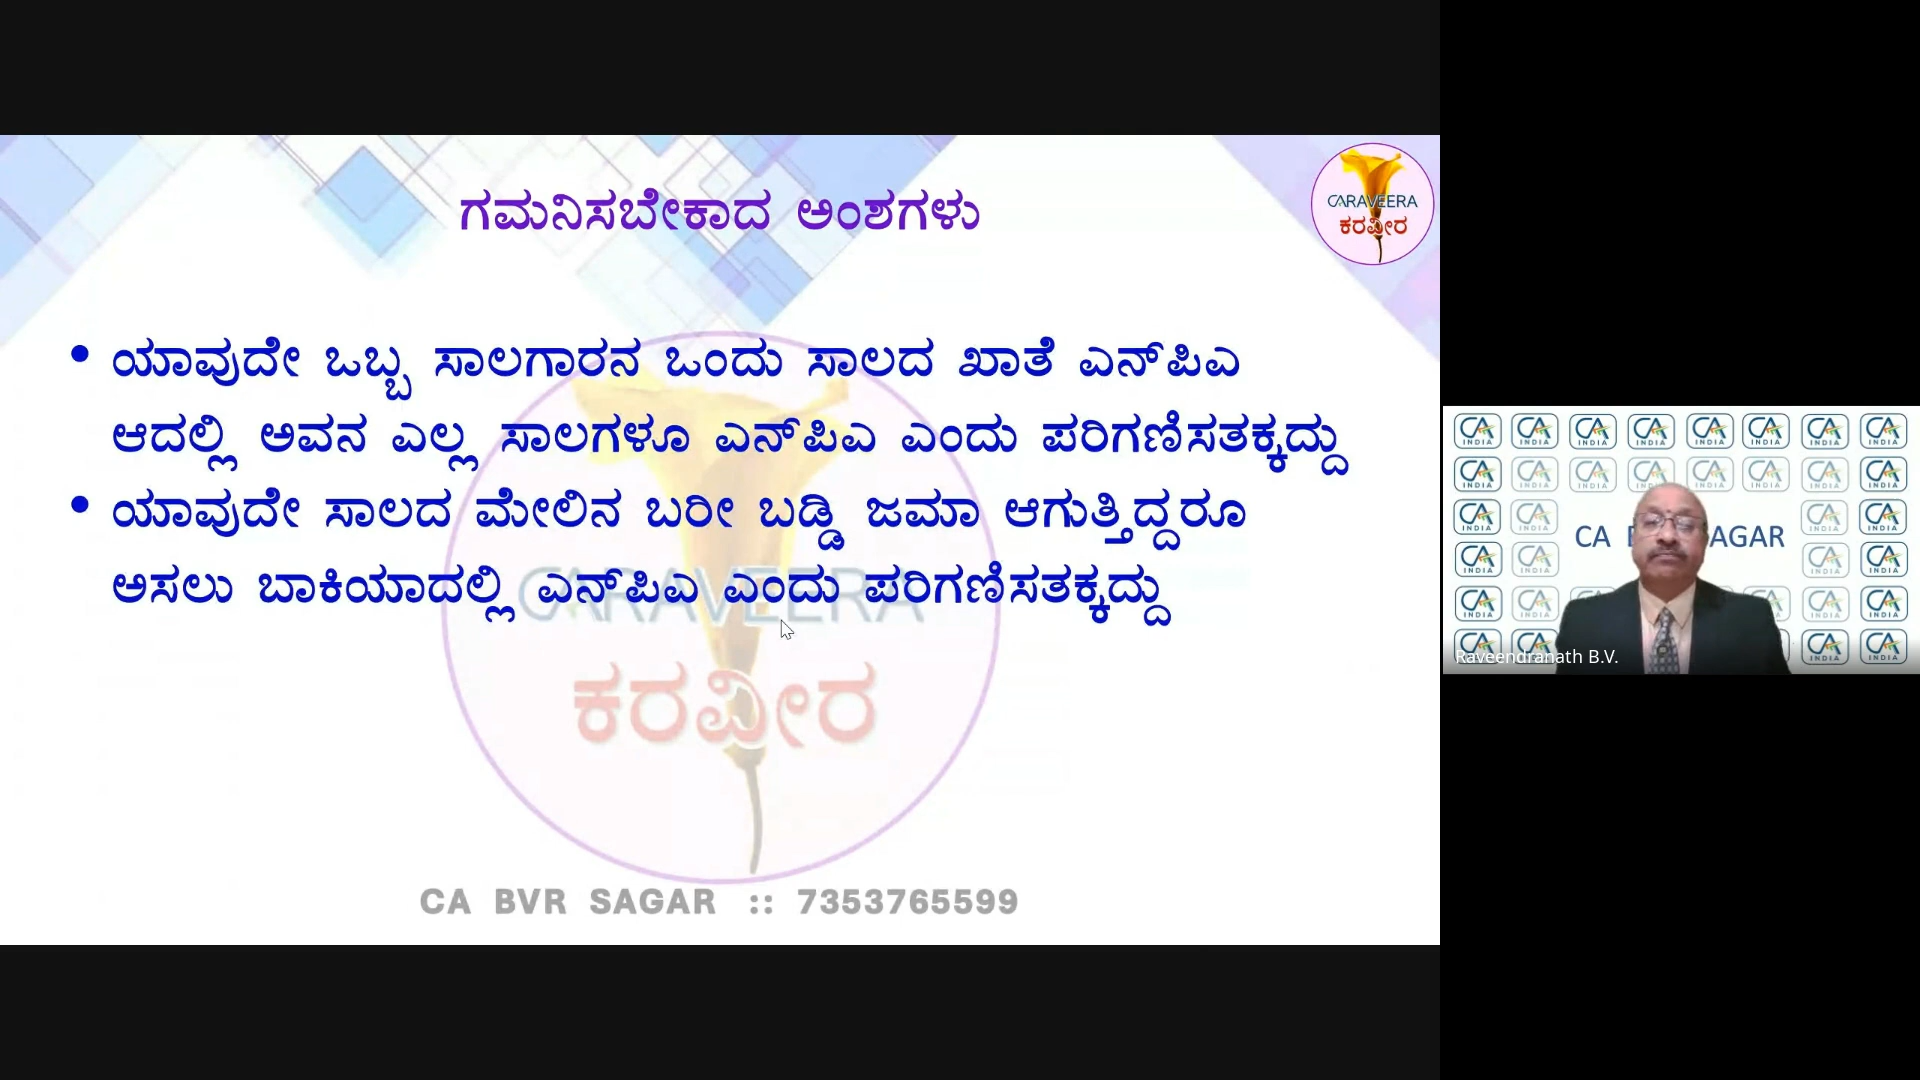 ಗಮನಿಸಬೇಕಾದ ಅಂಶಗಳು
CARAVEERA
ಕರವೀರ
• ಯಾವುದೇ ಒಬ್ಬ ಸಾಲಗಾರನ ಒಂದು ಸಾಲದ ಖಾತೆ ಎನ್‌ಪಿಎ
ಆದಲ್ಲಿ ಅವನ ಎಲ್ಲ ಸಾಲಗಳೂ ಎನ್‌ಪಿಎ ಎಂದು ಪರಿಗಣಿಸತಕ್ಕದ್ದು
• ಯಾವುದೇ ಸಾಲದ ಮೇಲಿನ ಬರೀ ಬಡ್ಡಿ ಜಮಾ ಆಗುತ್ತಿದ್ದರೂ
ಅಸಲು ಬಾಕಿಯಾದಲ್ಲಿ ಎನ್‌ಪಿಎ ಎಂದು ಪರಿಗಣಿಸತಕ್ಕದ್ದು
CARAVEERA
ಕರವೀರ
CA BVR SAGAR :: 7353765599
CA INDIA
Raveendranath B.V.